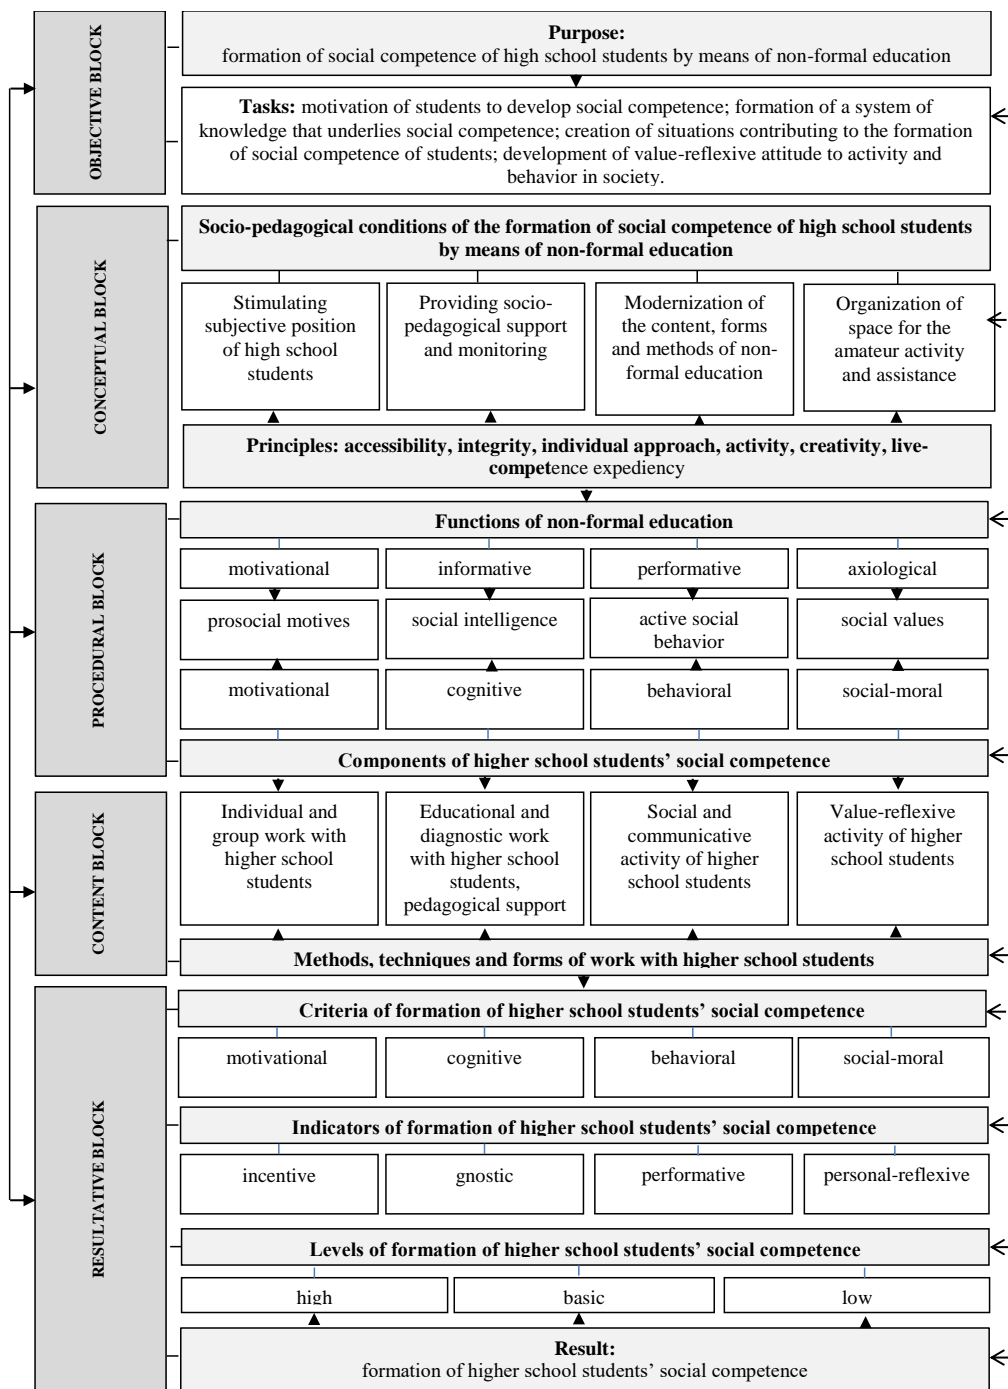 OBJECTIVE BLOCK
Purpose:
formation of social competence of high school students by means of non-formal education
Tasks: motivation of students to develop social competence; formation of a system of
knowledge that underlies social competence; creation of situations contributing to the formation
of social competence of students; development of value-reflexive attitude to activity and
behavior in society.
CONCEPTUAL BLOCK
Socio-pedagogical conditions of the formation of social competence of high school students
by means of non-formal education
Stimulating
subjective position
of high school
students
Providing socio-
pedagogical support
and monitoring
Modernization of
the content, forms
and methods of non-
formal education
Organization of
space for the
amateur activity
and assistance
Principles: accessibility, integrity, individual approach, activity, creativity, live-
competence expediency
PROCEDURAL BLOCK
Functions of non-formal education
motivational
informative
performative
axiological
prosocial motives
social intelligence
active social
behavior
social values
motivational
cognitive
behavioral
social-moral
Components of higher school students’ social competence
CONTENT BLOCK
Individual and
group work with
higher school
students
Educational and
diagnostic work
with higher school
students,
pedagogical support
Social and
communicative
activity of higher
school students
Value-reflexive
activity of higher
school students
Methods, techniques and forms of work with higher school students
RESULTATIVE BLOCK
Criteria of formation of higher school students’ social competence
motivational
cognitive
behavioral
social-moral
Indicators of formation of higher school students’ social competence
incentive
gnostic
performative
personal-reflexive
Levels of formation of higher school students’ social competence
high
basic
low
Result:
formation of higher school students’ social competence